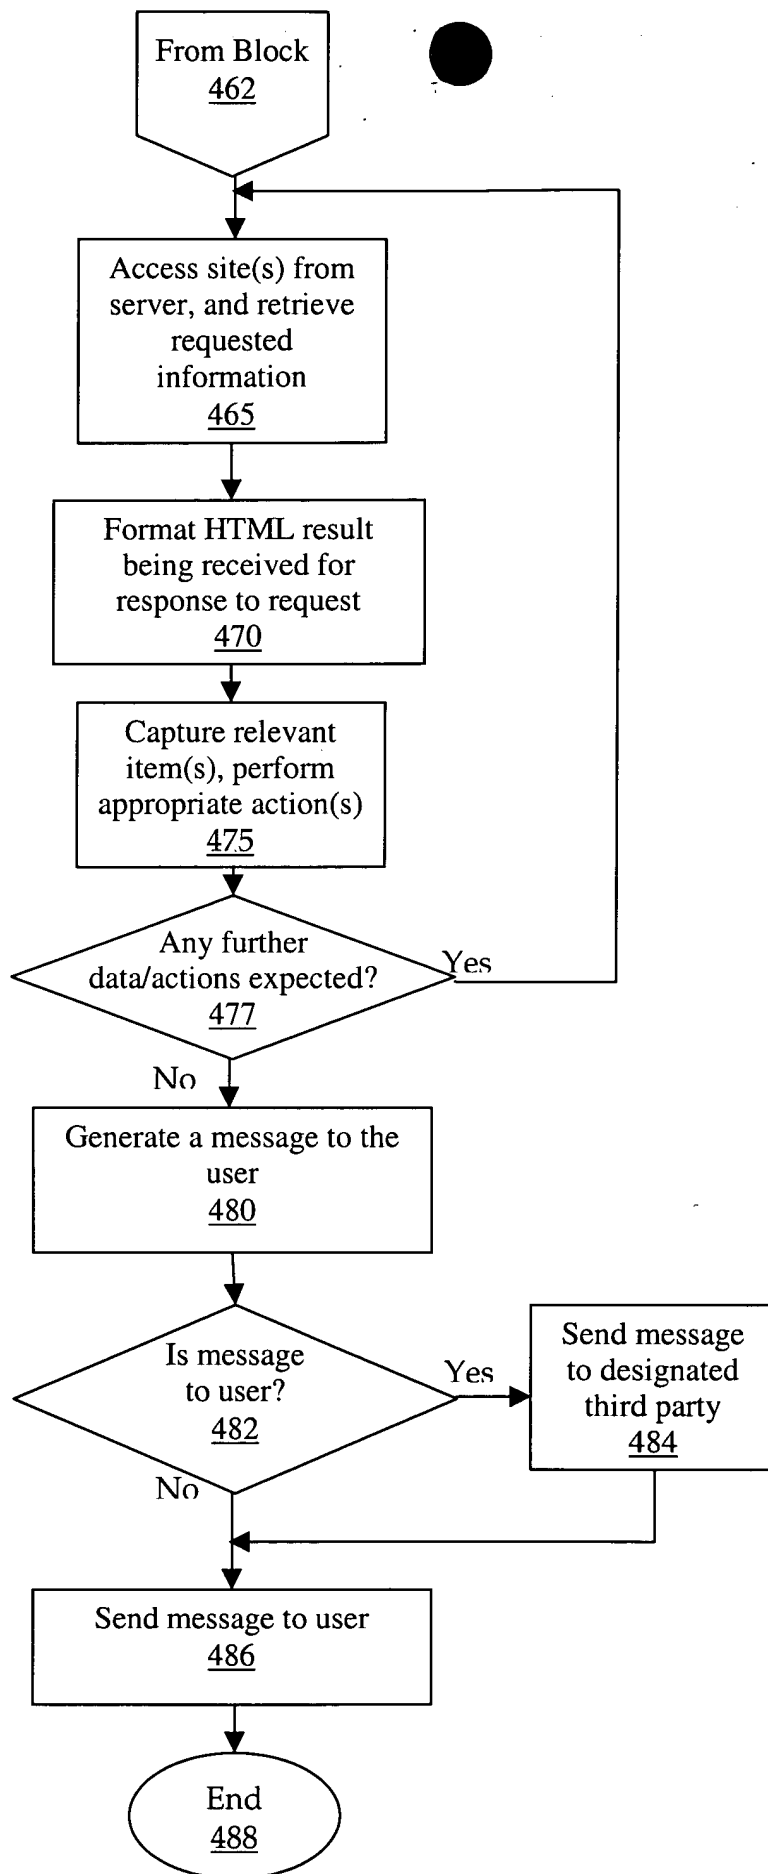 From Block
462
Access site(s) from
server, and retrieve
requested
information
465
Format HTML result
being received for
response to request
470
Capture relevant
item(s), perform
appropriate action(s)
475
Any further
data/actions expected?
477
Yes
No
Generate a message to the
user
480
Is message
to user?
482
Yes
Send message
to designated
third party
484
No
Send message to user
486
End
488